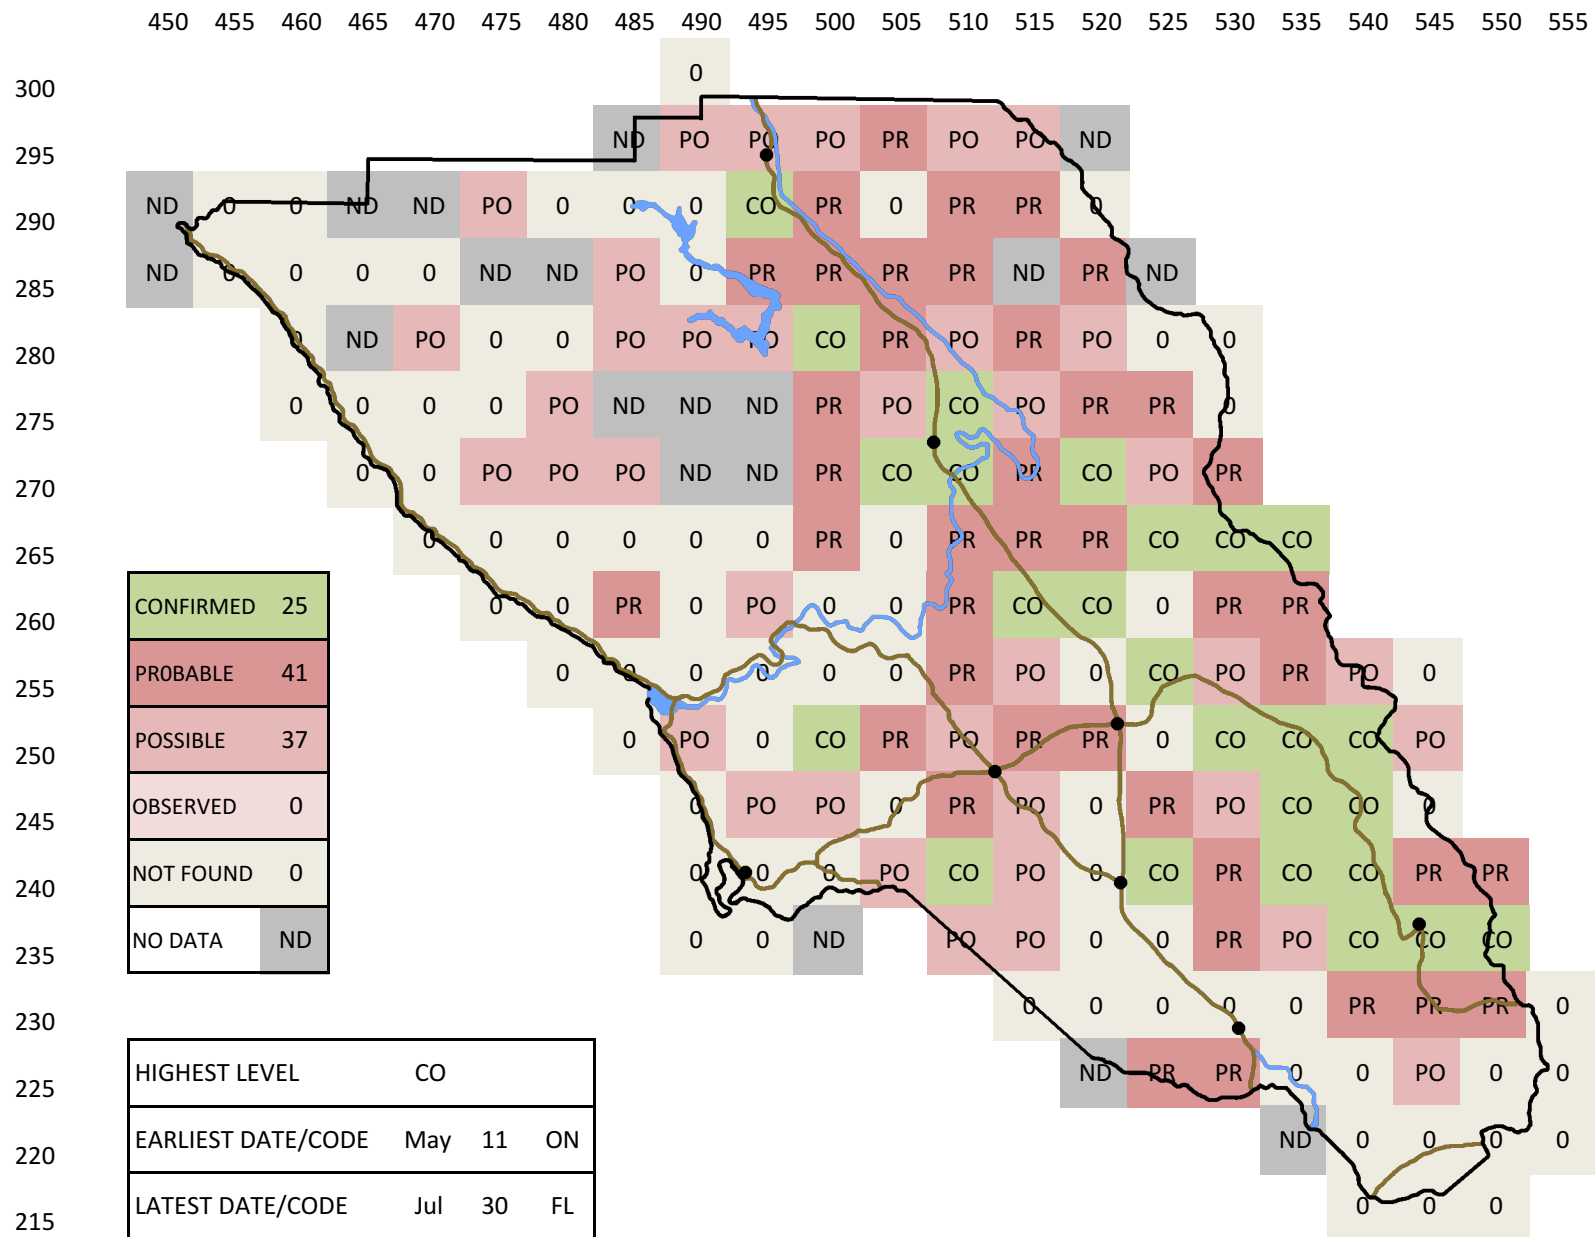 450 455 460 465 470 475 480 485 490 495 500 505 510 515 520 525 530 535 540 545 550 555
0
300
ND PO PO PO PR PO PO ND
295
ND 0 0 ND ND PO 0 0 0 CO PR 0 PR PR 0
290
ND 0 0 0 0 ND ND PO 0 PR PR PR PR ND PR ND
285
0 ND PO 0 0 PO PO PO CO PR PO PR PO 0 0
280
0 0 0 0 PO ND ND ND PR PO CO PO PR PR 0
275
0 0 PO PO PO ND ND PR CO CO PR CO PO PR
270
0 0 0 0 0 0 PR 0 PR PR PR CO CO CO
265
CONFIRMED 25 0 0 PR 0 PO 0 0 PR CO CO 0 PR PR
260
PR0BABLE 41 0 0 0 0 0 0 PR PO 0 CO PO PR PO 0
255
POSSIBLE 37 0 PO 0 CO PR PO PR PR 0 CO CO CO PO
250
OBSERVED 0 0 PO PO 0 PR PO 0 PR PO CO CO 0
245
NOT FOUND 0 0 0 0 PO CO PO 0 CO PR CO CO PR PR
240
NO DATA ND 0 0 ND PO PO 0 0 PR PO CO CO CO
235
0 0 0 0 0 PR PR PR 0
230
HIGHEST LEVEL CO ND PR PR 0 0 PO 0 0
225
EARLIEST DATE/CODE May 11 ON ND 0 0 0 0
220
LATEST DATE/CODE Jul 30 FL 0 0 0
215